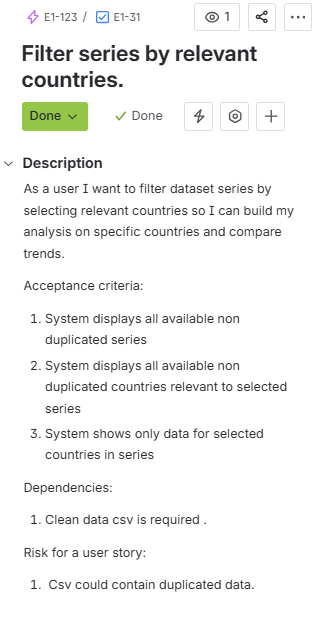 E1-123 / E1-31
1
Filter series by relevant
countries.
Done
Done
Description
As a user I want to filter dataset series by
selecting relevant countries so I can build my
analysis on specific countries and compare
trends.
Acceptance criteria:
1. System displays all available non
duplicated series
2. System displays all available non
duplicated countries relevant to selected
series
3. System shows only data for selected
countries in series
Dependencies:
1. Clean data csv is required .
Risk for a user story:
1. Csv could contain duplicated data.